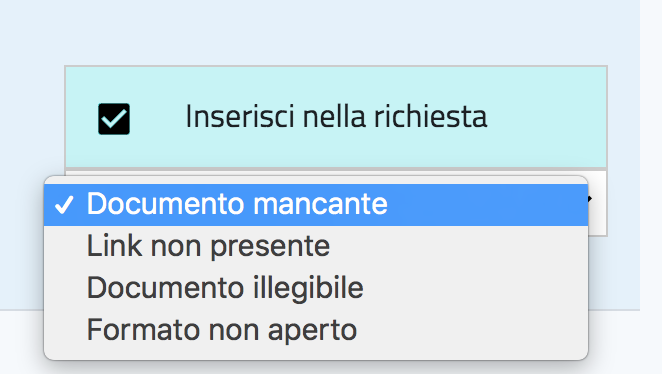 Inserisci nella richiesta
Documento mancante
Link non presente
Documento illegibile
Formato non aperto